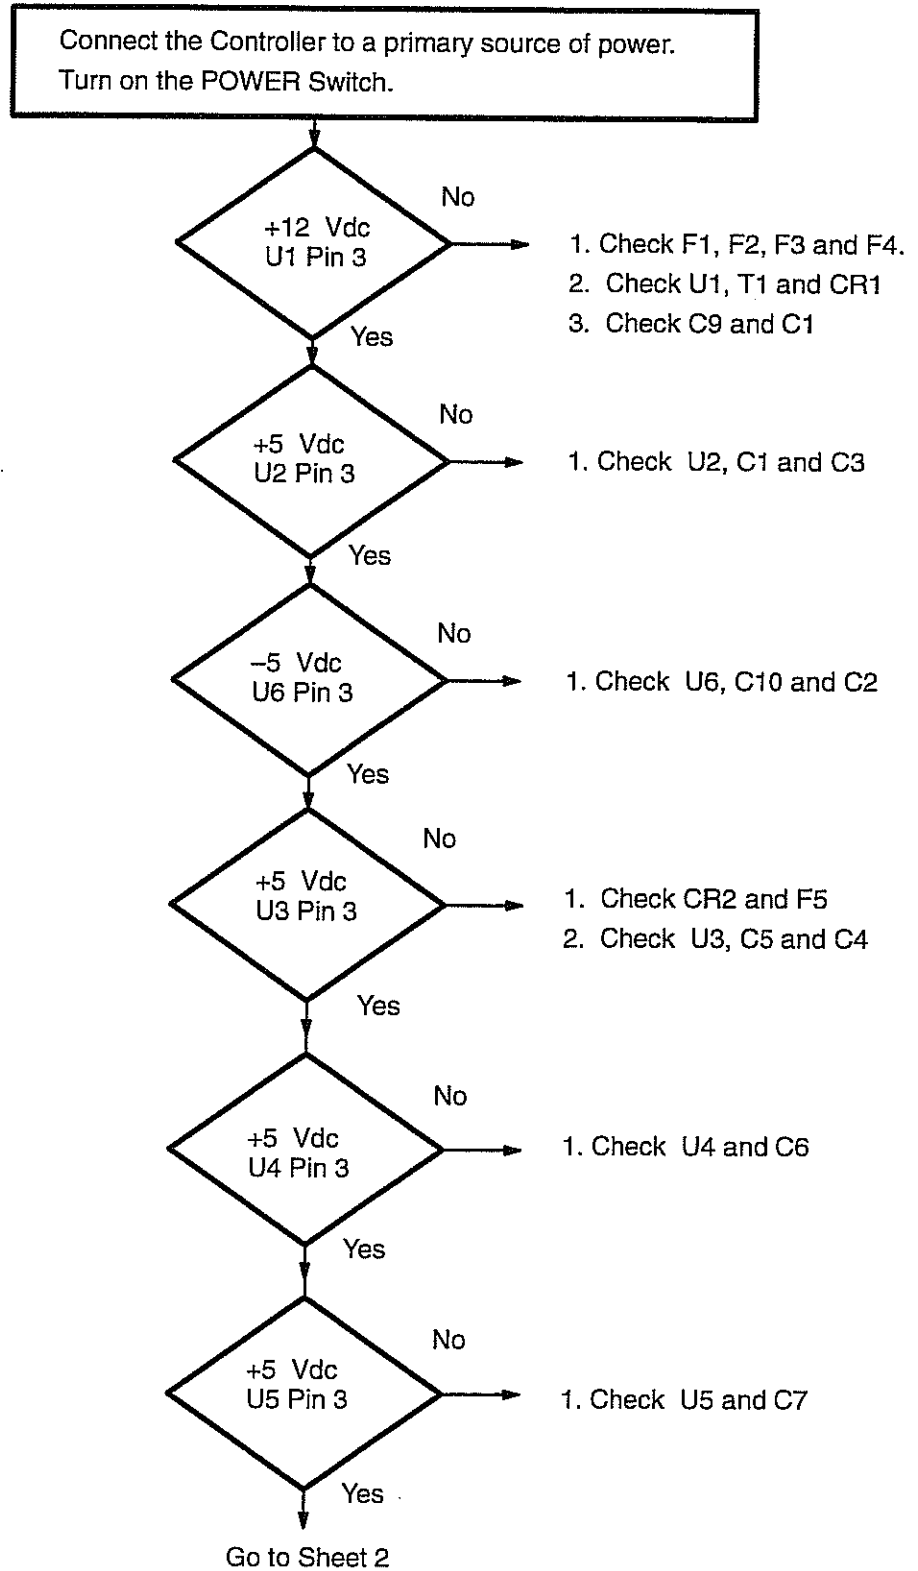 Connect the Controller to a primary source of power.
Turn on the POWER Switch.
No
+12 Vdc
U1 Pin 3
1. Check F1, F2, F3 and F4.
2. Check U1, T1 and CR1
3. Check C9 and C1
Yes
No
+5 Vdc
U2 Pin 3
1. Check U2, C1 and C3
Yes
No
–5 Vdc
U6 Pin 3
1. Check U6, C10 and C2
Yes
No
+5 Vdc
U3 Pin 3
1. Check CR2 and F5
2. Check U3, C5 and C4
Yes
No
+5 Vdc
U4 Pin 3
1. Check U4 and C6
Yes
No
+5 Vdc
U5 Pin 3
1. Check U5 and C7
Yes
Go to Sheet 2